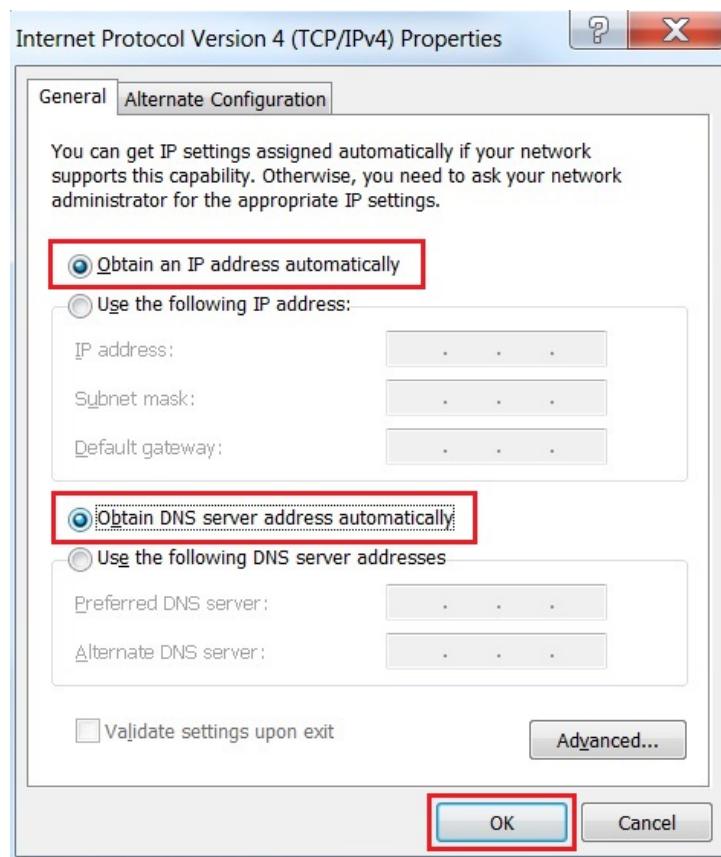 Internet Protocol Version 4 (TCP/IPv4) Properties
?
X
General
Alternate Configuration
You can get IP settings assigned automatically if your network
supports this capability. Otherwise, you need to ask your network
administrator for the appropriate IP settings.
Obtain an IP address automatically
Use the following IP address:
IP address:
Subnet mask:
Default gateway:
Obtain DNS server address automatically
Use the following DNS server addresses
Preferred DNS server:
Alternate DNS server:
Validate settings upon exit
Advanced...
OK
Cancel